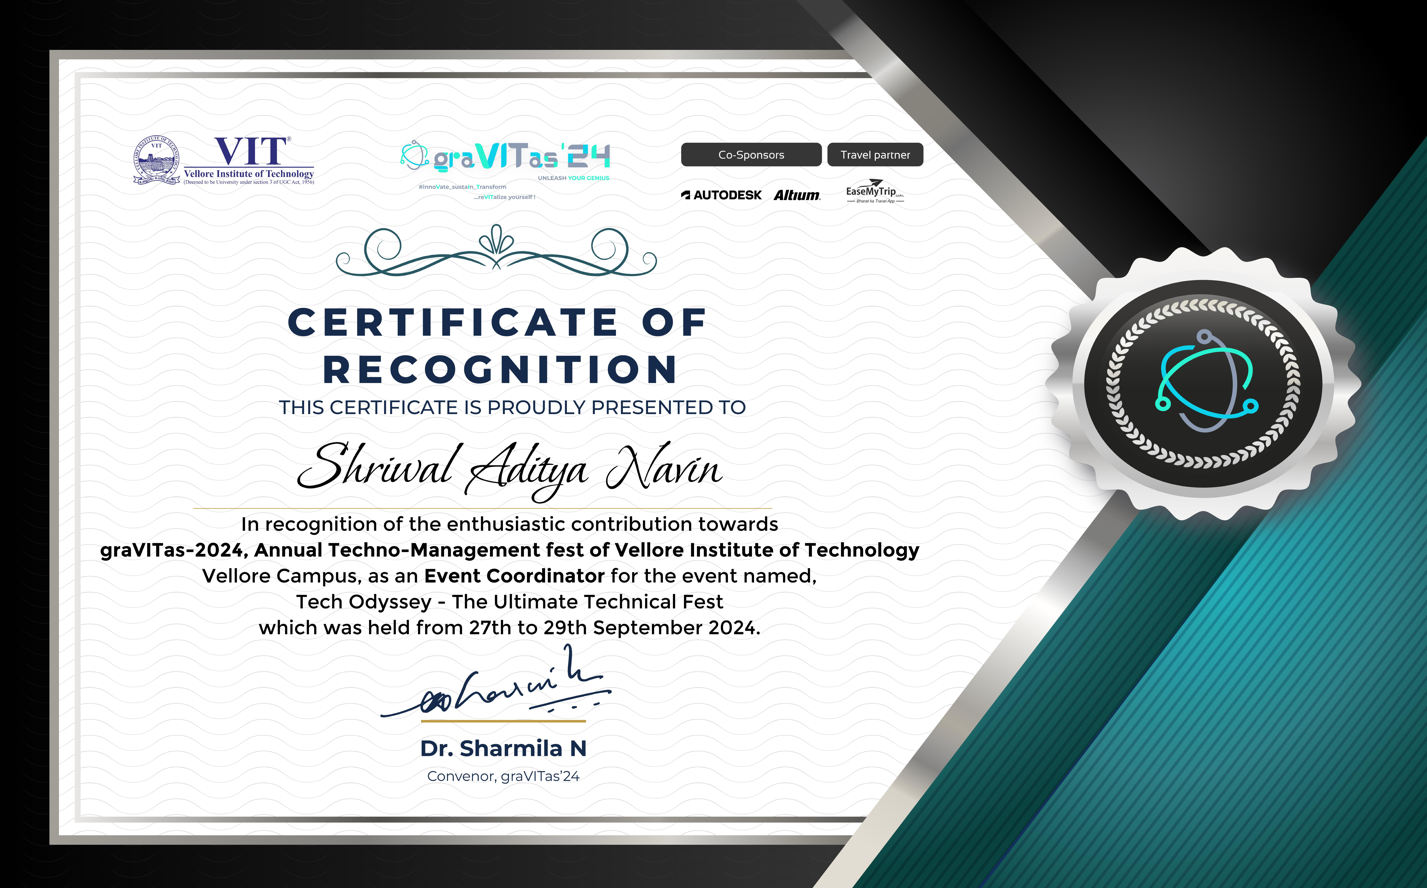 VIT®
Vellore Institute of Technology
(Deemed to be University under section 3 of UGC Act, 1956)
VELLORE INSTITUTE OF TECHNOLOGY
VIT
graVITas'24
UNLEASH YOUR GENIUS
#innoVate_sustain_Transform
...reVITalize yourself !
Co-Sponsors
Travel partner
AUTODESK
Altium
EaseMyTrip.com
Bharat ka Travel App
CERTIFICATE OF
RECOGNITION
THIS CERTIFICATE IS PROUDLY PRESENTED TO
Shriwal Aditya Navin
In recognition of the enthusiastic contribution towards
graVITas-2024, Annual Techno-Management fest of Vellore Institute of Technology
Vellore Campus, as an Event Coordinator for the event named,
Tech Odyssey - The Ultimate Technical Fest
which was held from 27th to 29th September 2024.
Dr. Sharmila N
Convenor, graVITas'24